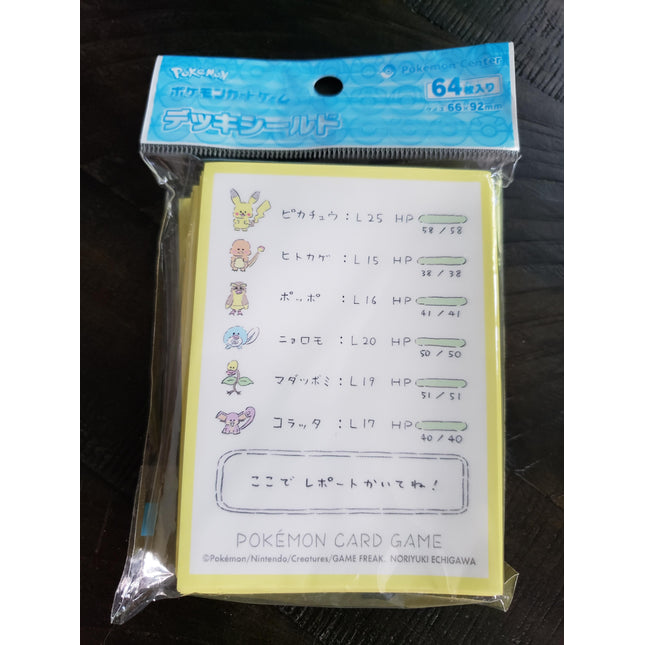 Pokémon
Pokémon Center
ポケモンカードゲーム
64枚入り
デッキシールド
サイズ 66×92mm
ピカチュウ:L25 HP
58/58
ヒトカゲ:L15 HP
38/38
ポッポ:L16 HP
41/41
ニョロモ:L20 HP
50/50
マダツボミ:L19 HP
51/51
コラッタ:L17 HP
40/40
ここで レポートかいてね!
POKÉMON CARD GAME
©Pokémon/Nintendo/Creatures/GAME FREAK. NORIYUKI ECHIGAWA